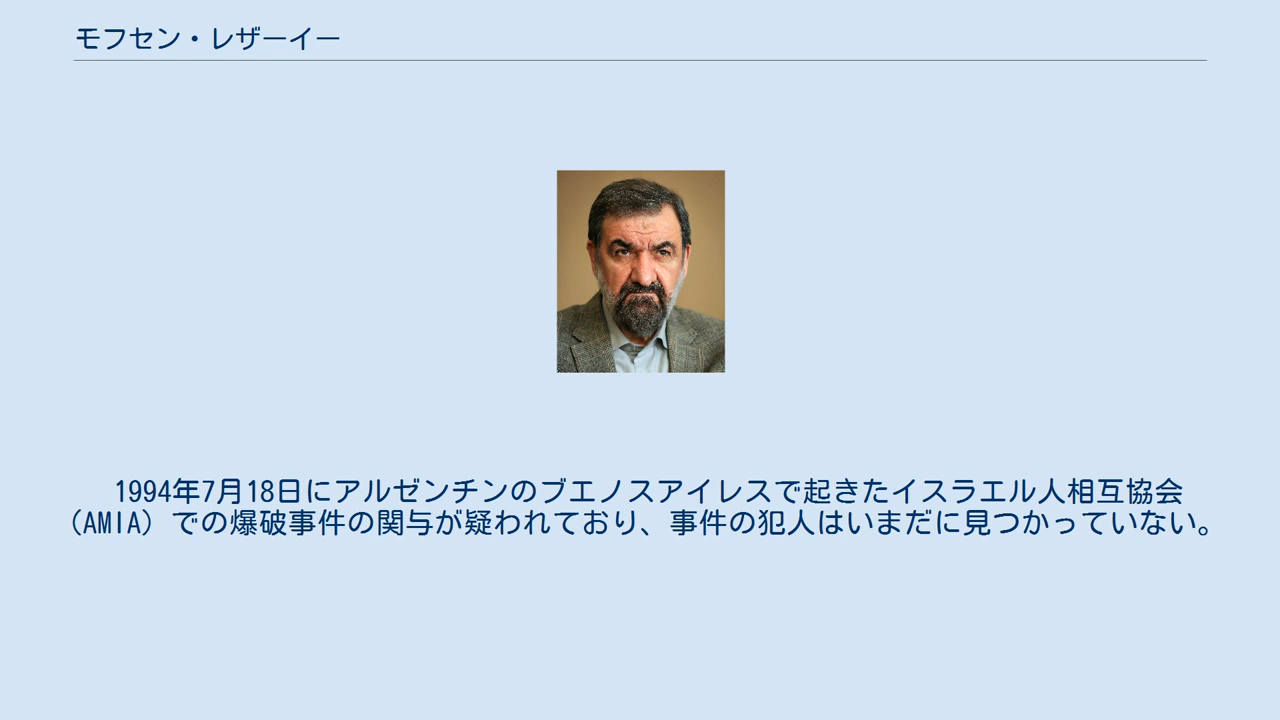 モフセン・レザーイー
1994年7月18日にアルゼンチンのブエノスアイレスで起きたイスラエル人相互協会
（AMIA）での爆破事件の関与が疑われており、事件の犯人はいまだに見つかっていない。